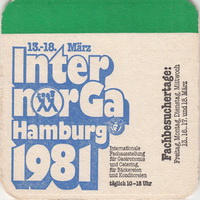 13.-18. März
Inter
norGa
Hamburg
1981
Internationale
Fachausstellung
für Gastronomie
und Catering,
für Bäckereien
und Konditoreien
täglich 10-18 Uhr
Fachbesuchertage:
Freitag, Montag, Dienstag, Mittwoch
13., 16., 17. und 18. März